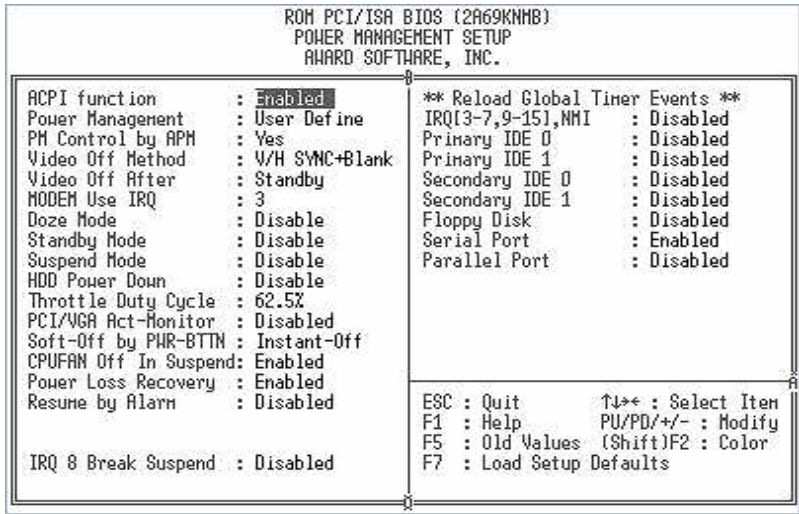 ROM PCI/ISA BIOS (2A69KNMB)
POWER MANAGEMENT SETUP
AWARD SOFTWARE, INC.
ACPI function : Enabled
Power Management : User Define
PM Control by APM : Yes
Video Off Method : V/H SYNC+Blank
Video Off After : Standby
MODEM Use IRQ : 3
Doze Mode : Disable
Standby Mode : Disable
Suspend Mode : Disable
HDD Power Down : Disable
Throttle Duty Cycle : 62.5%
PCI/VGA Act-Monitor : Disabled
Soft-Off by PWR-BTTN : Instant-Off
CPUFAN Off In Suspend: Enabled
Power Loss Recovery : Enabled
Resume by Alarm : Disabled
IRQ 8 Break Suspend : Disabled
** Reload Global Timer Events **
IRQ[3-7,9-15],NMI : Disabled
Primary IDE 0 : Disabled
Primary IDE 1 : Disabled
Secondary IDE 0 : Disabled
Secondary IDE 1 : Disabled
Floppy Disk : Disabled
Serial Port : Enabled
Parallel Port : Disabled
ESC : Quit ↑↓→← : Select Item
F1 : Help PU/PD/+/- : Modify
F5 : Old Values (Shift)F2 : Color
F7 : Load Setup Defaults